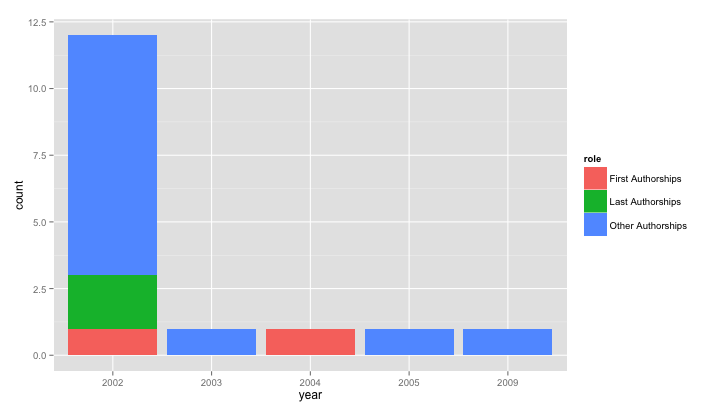 12.5
10.0
7.5
5.0
2.5
0.0
count
2002 2003 2004 2005 2009
year
role
First Authorships
Last Authorships
Other Authorships